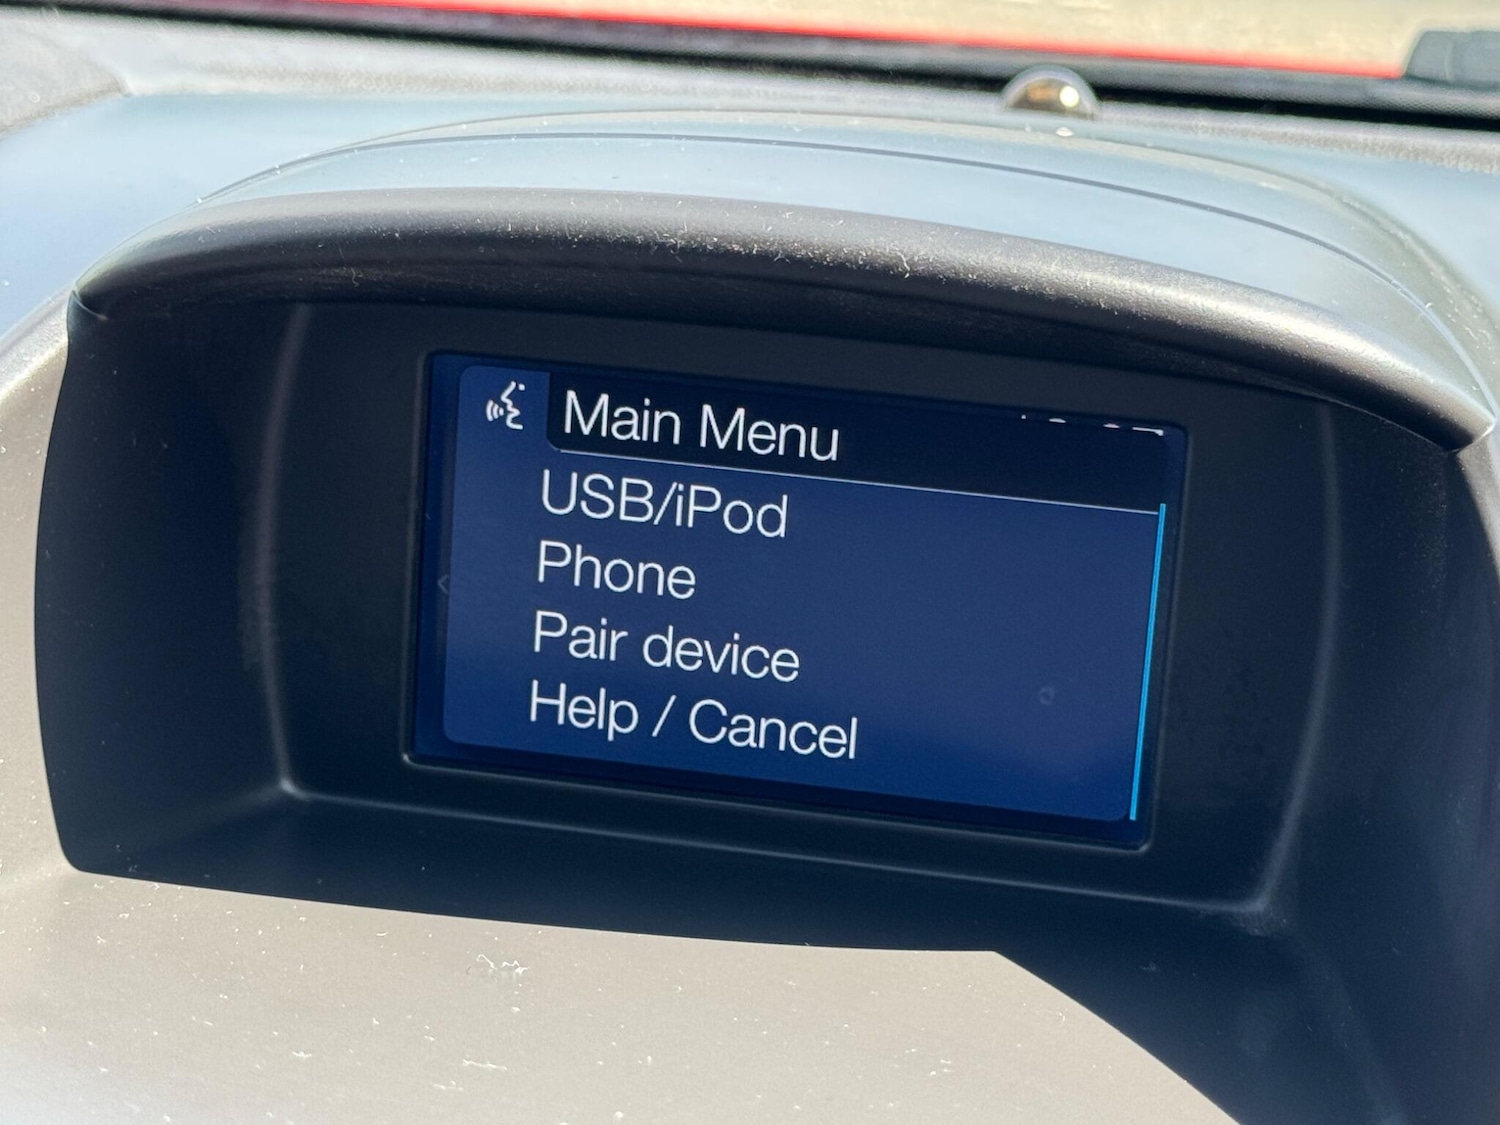 Main Menu
USB/iPod
Phone
Pair device
Help / Cancel